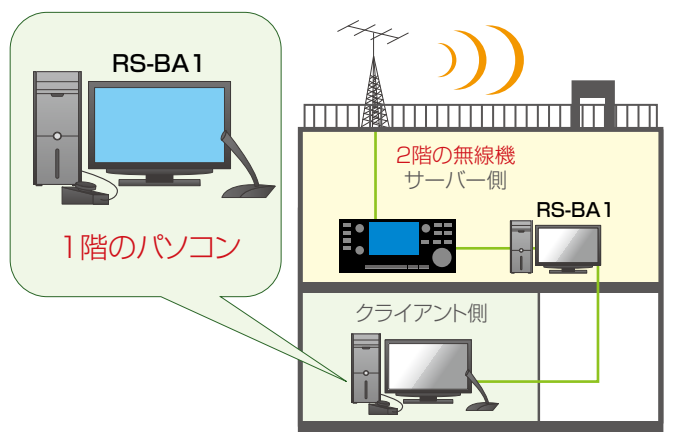 RS-BA1
1階のパソコン
2階の無線機
サーバー側
RS-BA1
クライアント側